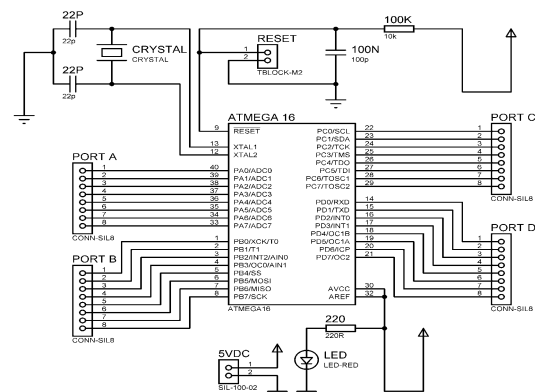 22P
22p
CRYSTAL
CRYSTAL
22P
22p
RESET
1
2
TBLOCK-M2
100N
100p
100K
10k
ATMEGA 16
9 RESET
13 XTAL1
12 XTAL2
40 PA0/ADC0
39 PA1/ADC1
38 PA2/ADC2
37 PA3/ADC3
36 PA4/ADC4
35 PA5/ADC5
34 PA6/ADC6
33 PA7/ADC7
1 PB0/XCK/T0
2 PB1/T1
3 PB2/INT2/AIN0
4 PB3/OC0/AIN1
5 PB4/SS
6 PB5/MOSI
7 PB6/MISO
8 PB7/SCK
ATMEGA16
PC0/SCL 22
PC1/SDA 23
PC2/TCK 24
PC3/TMS 25
PC4/TDO 26
PC5/TDI 27
PC6/TOSC1 28
PC7/TOSC2 29
PD0/RXD 14
PD1/TXD 15
PD2/INT0 16
PD3/INT1 17
PD4/OC1B 18
PD5/OC1A 19
PD6/ICP 20
PD7/OC2 21
AVCC 30
AREF 32
PORT A
1
2
3
4
5
6
7
8
CONN-SIL8
PORT B
1
2
3
4
5
6
7
8
CONN-SIL8
PORT C
1
2
3
4
5
6
7
8
CONN-SIL8
PORT D
1
2
3
4
5
6
7
8
CONN-SIL8
220
220R
LED
LED-RED
5VDC
1
2
SIL-100-02